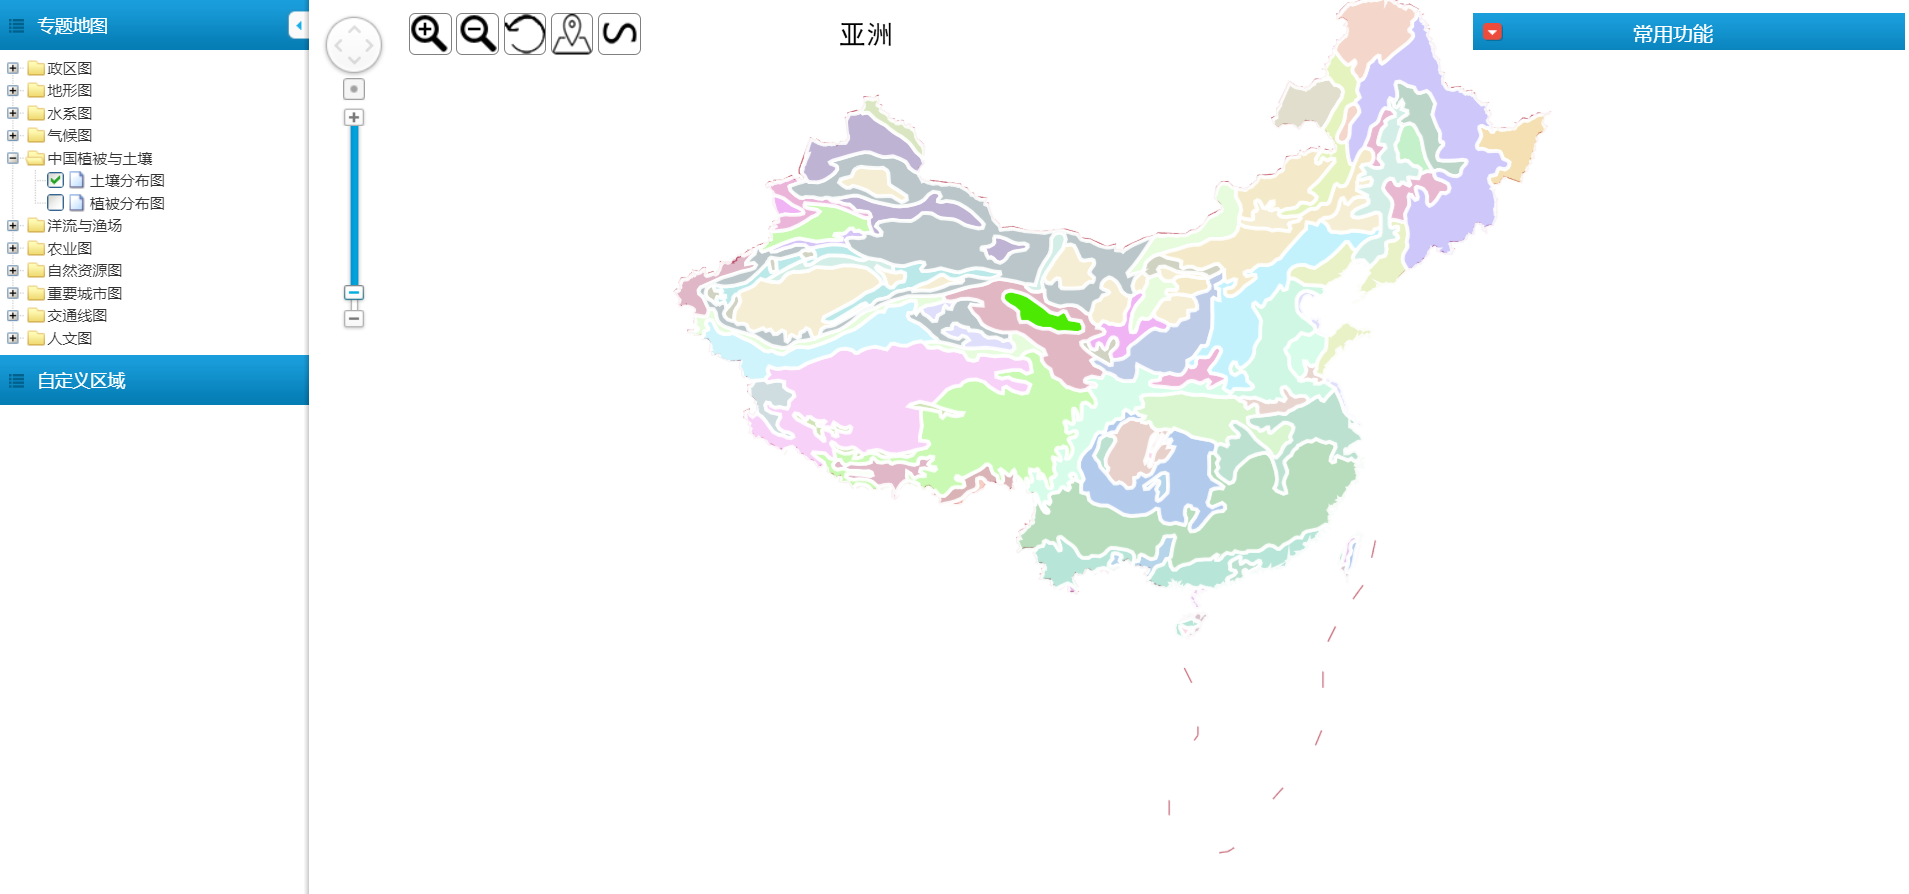 专题地图
政区图
地形图
水系图
气候图
中国植被与土壤
土壤分布图
植被分布图
洋流与渔场
农业图
自然资源图
重要城市图
交通线图
人文图
自定义区域
亚洲
常用功能